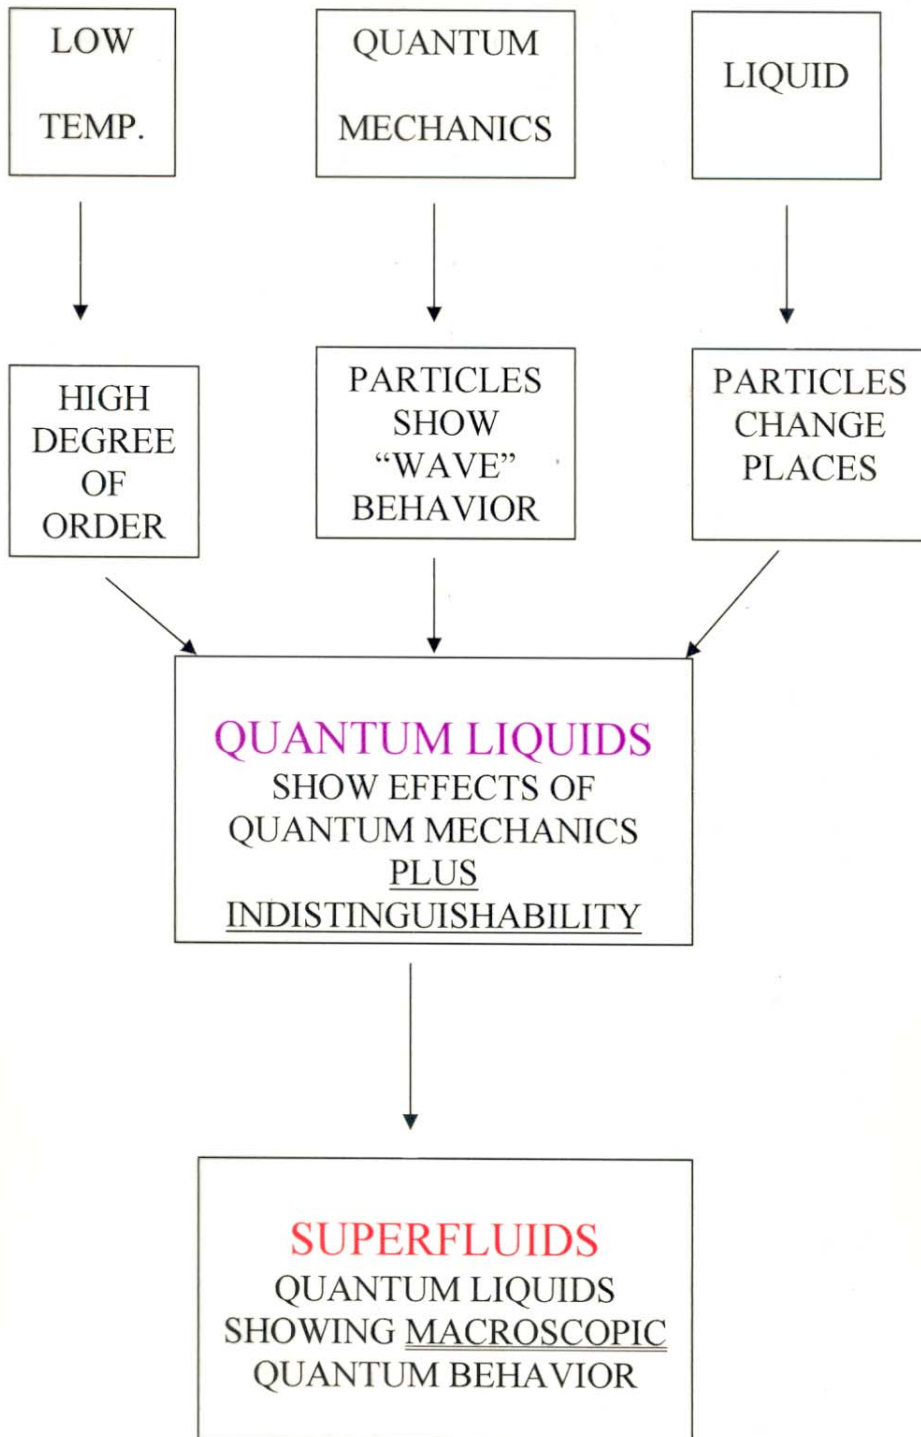 LOW
TEMP.
QUANTUM
MECHANICS
LIQUID
HIGH
DEGREE
OF
ORDER
PARTICLES
SHOW
“WAVE”
BEHAVIOR
PARTICLES
CHANGE
PLACES
QUANTUM LIQUIDS
SHOW EFFECTS OF
QUANTUM MECHANICS
PLUS
INDISTINGUISHABILITY
SUPERFLUIDS
QUANTUM LIQUIDS
SHOWING MACROSCOPIC
QUANTUM BEHAVIOR